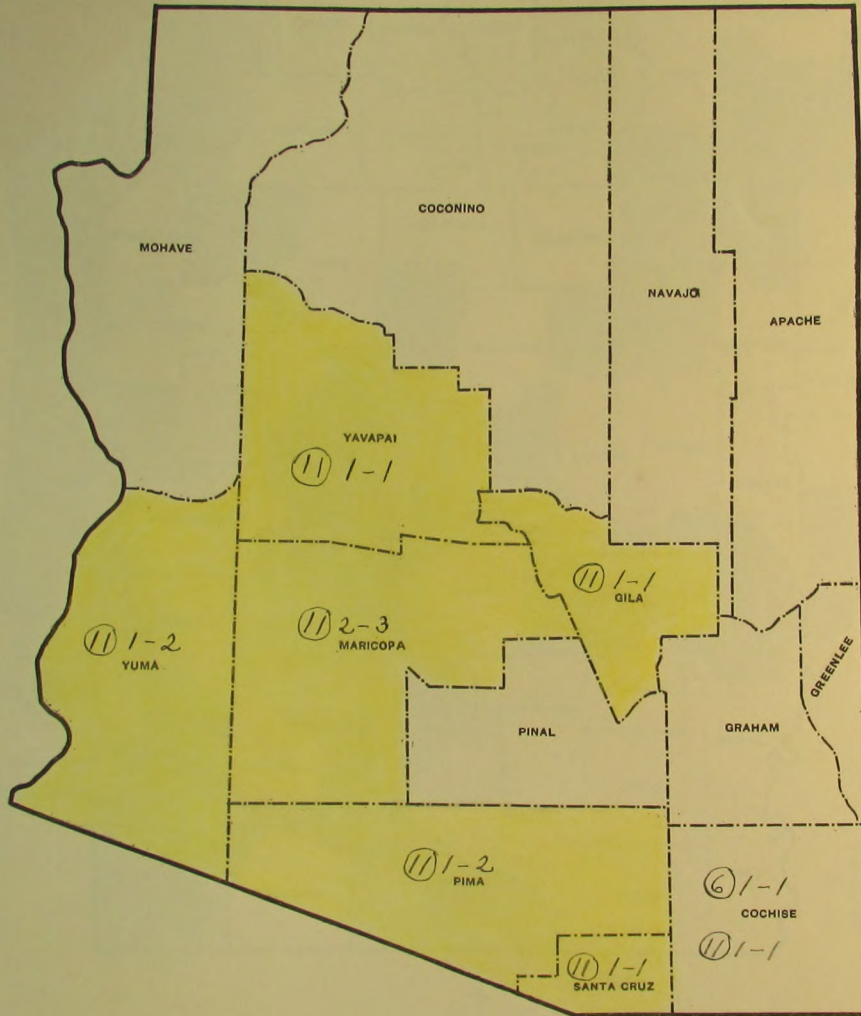 COCONINO
MOHAVE
NAVAJO
APACHE
YAVAPAI
⑪ 1-1
⑪ 1-1
GILA
⑪ 2-3
MARICOPA
⑪ 1-2
YUMA
GREENLEE
PINAL
GRAHAM
⑪ 1-2
PIMA
⑥ 1-1
COCHISE
⑪ 1-1
⑪ 1-1
SANTA CRUZ